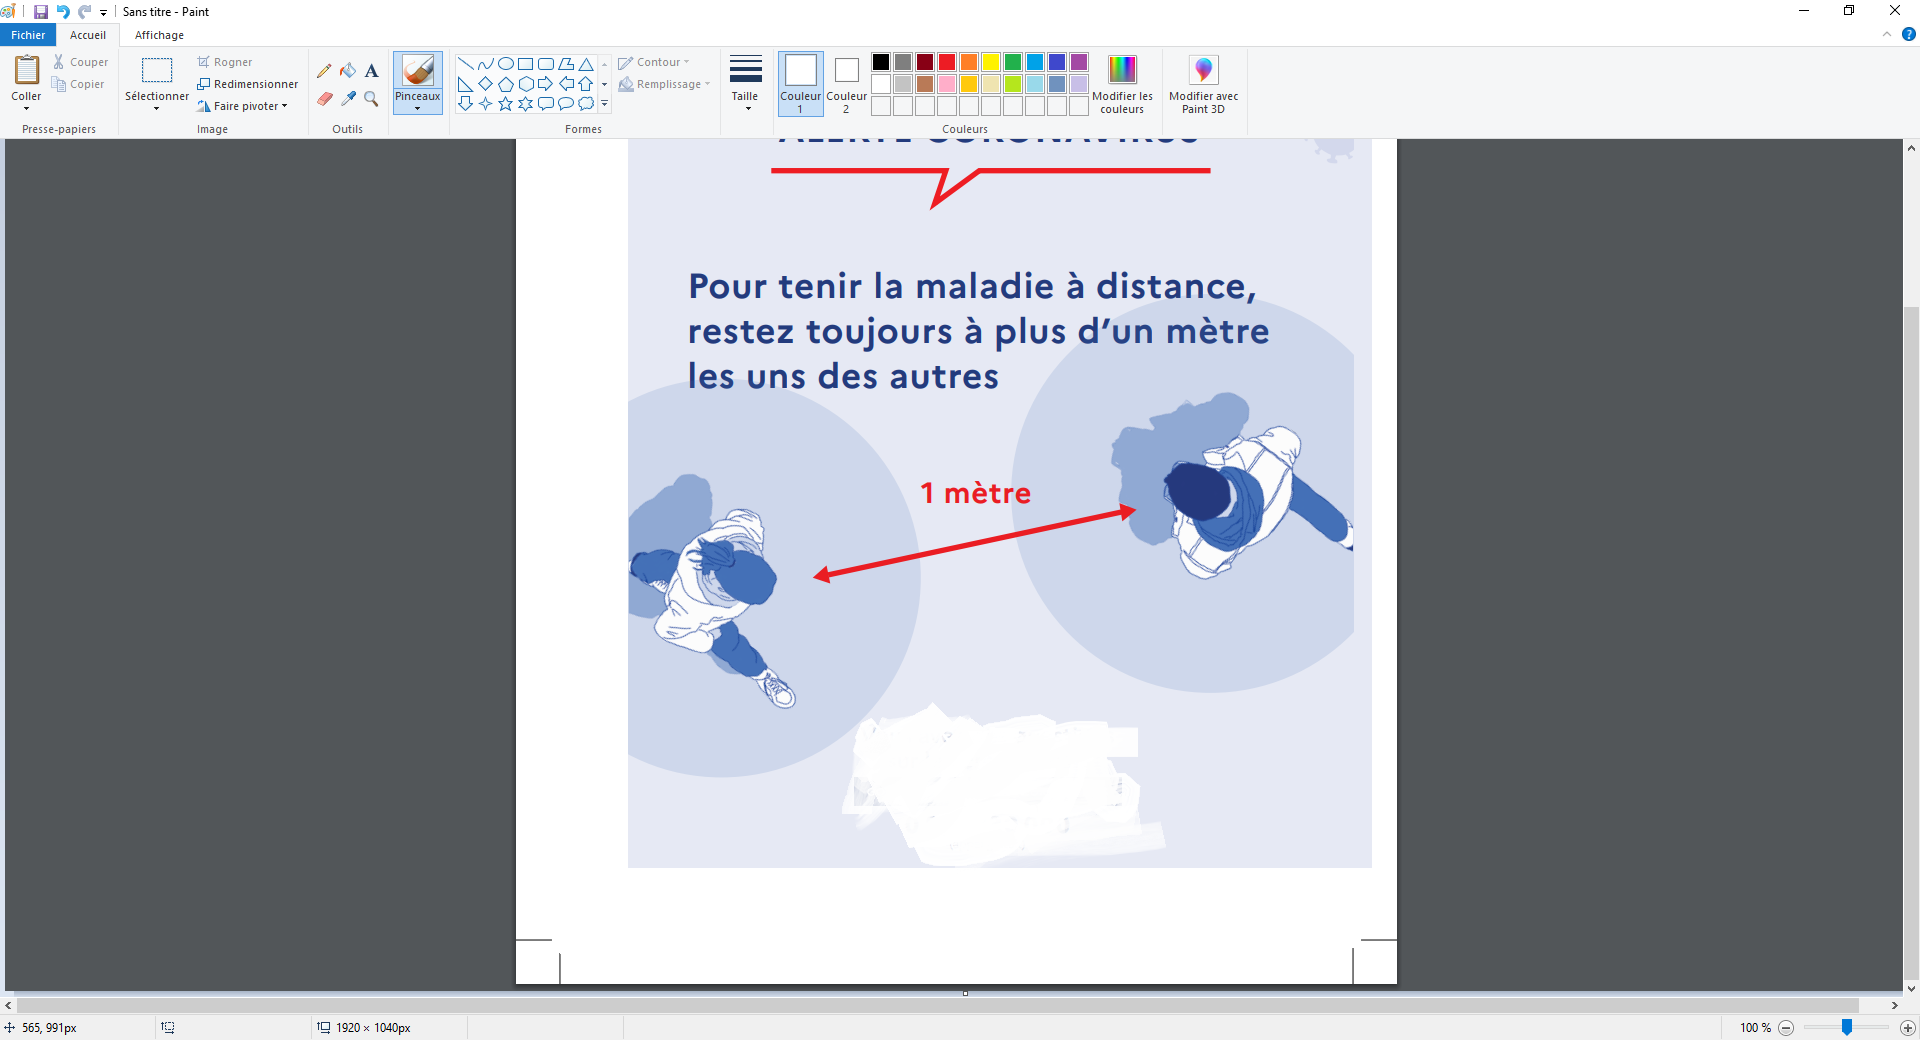 Sans titre - Paint
Fichier Accueil Affichage
Coller
Couper
Copier
Presse-papiers
Sélectionner
Rogner
Redimensionner
Faire pivoter
Image
A
Outils
Pinceaux
Contour
Remplissage
Formes
Taille
Couleur
1
Couleur
2
Couleurs
Modifier les
couleurs
Modifier avec
Paint 3D
ALERTE CORONAVIRUS
Pour tenir la maladie à distance,
restez toujours à plus d’un mètre
les uns des autres
1 mètre
565, 991px
1920 × 1040px
100 %